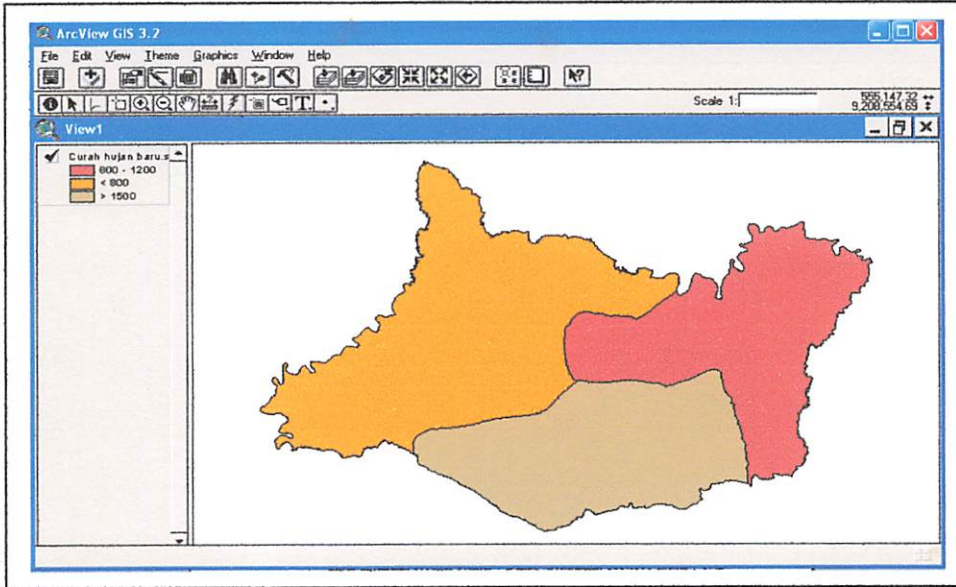 ArcView GIS 3.2
File Edit View Theme Graphics Window Help
Scale 1:
555,147.32
9,208,554.69
View1
Curah hujan baru.s
800 - 1200
< 800
> 1500